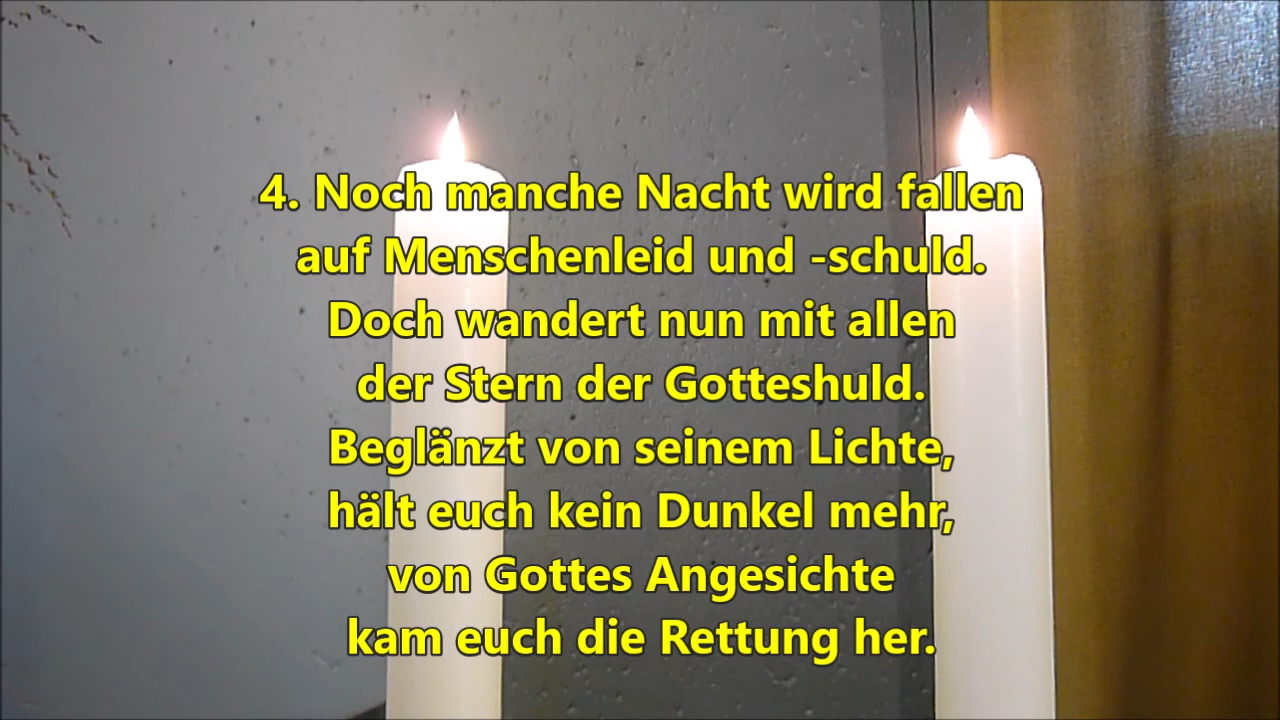 4. Noch manche Nacht wird fallen
auf Menschenleid und -schuld.
Doch wandert nun mit allen
der Stern der Gotteshuld.
Beglänzt von seinem Lichte,
hält euch kein Dunkel mehr,
von Gottes Angesichte
kam euch die Rettung her.